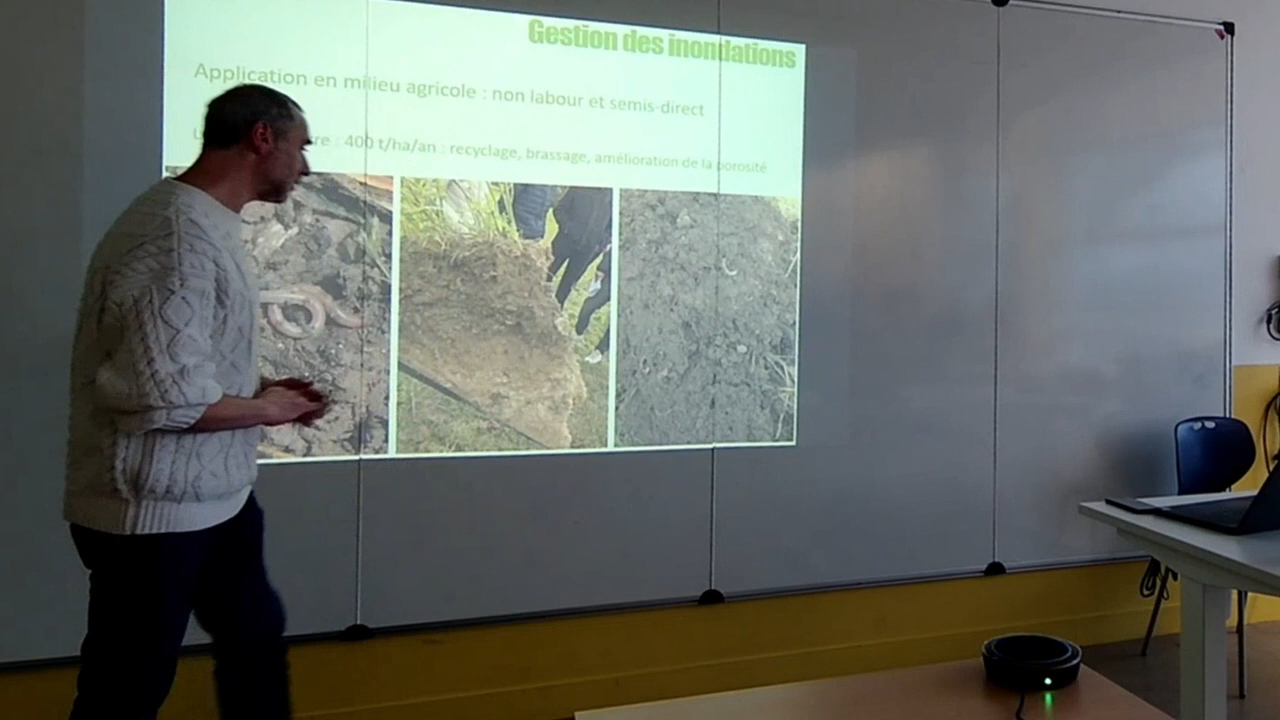 Gestion des inondations
Application en milieu agricole : non labour et semis-direct
: 400 t/ha/an : recyclage, brassage, amélioration de la porosité